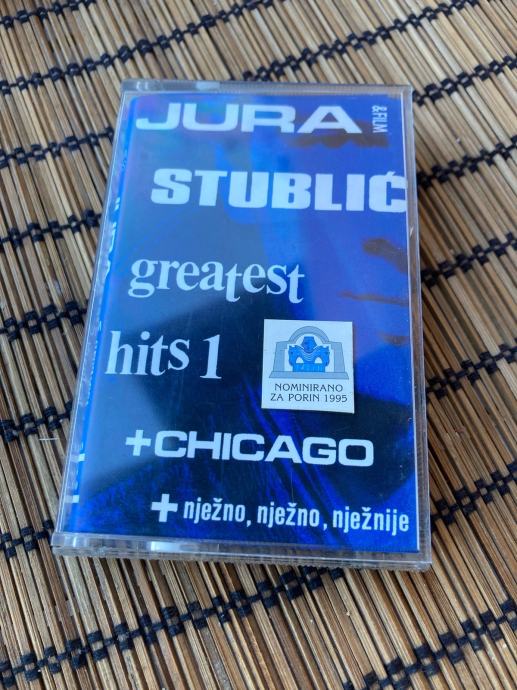 JURA
&FILM
STUBLIĆ
greatest
hits 1
NOMINIRANO
ZA PORIN 1995
+CHICAGO
+ nježno, nježno, nježnije